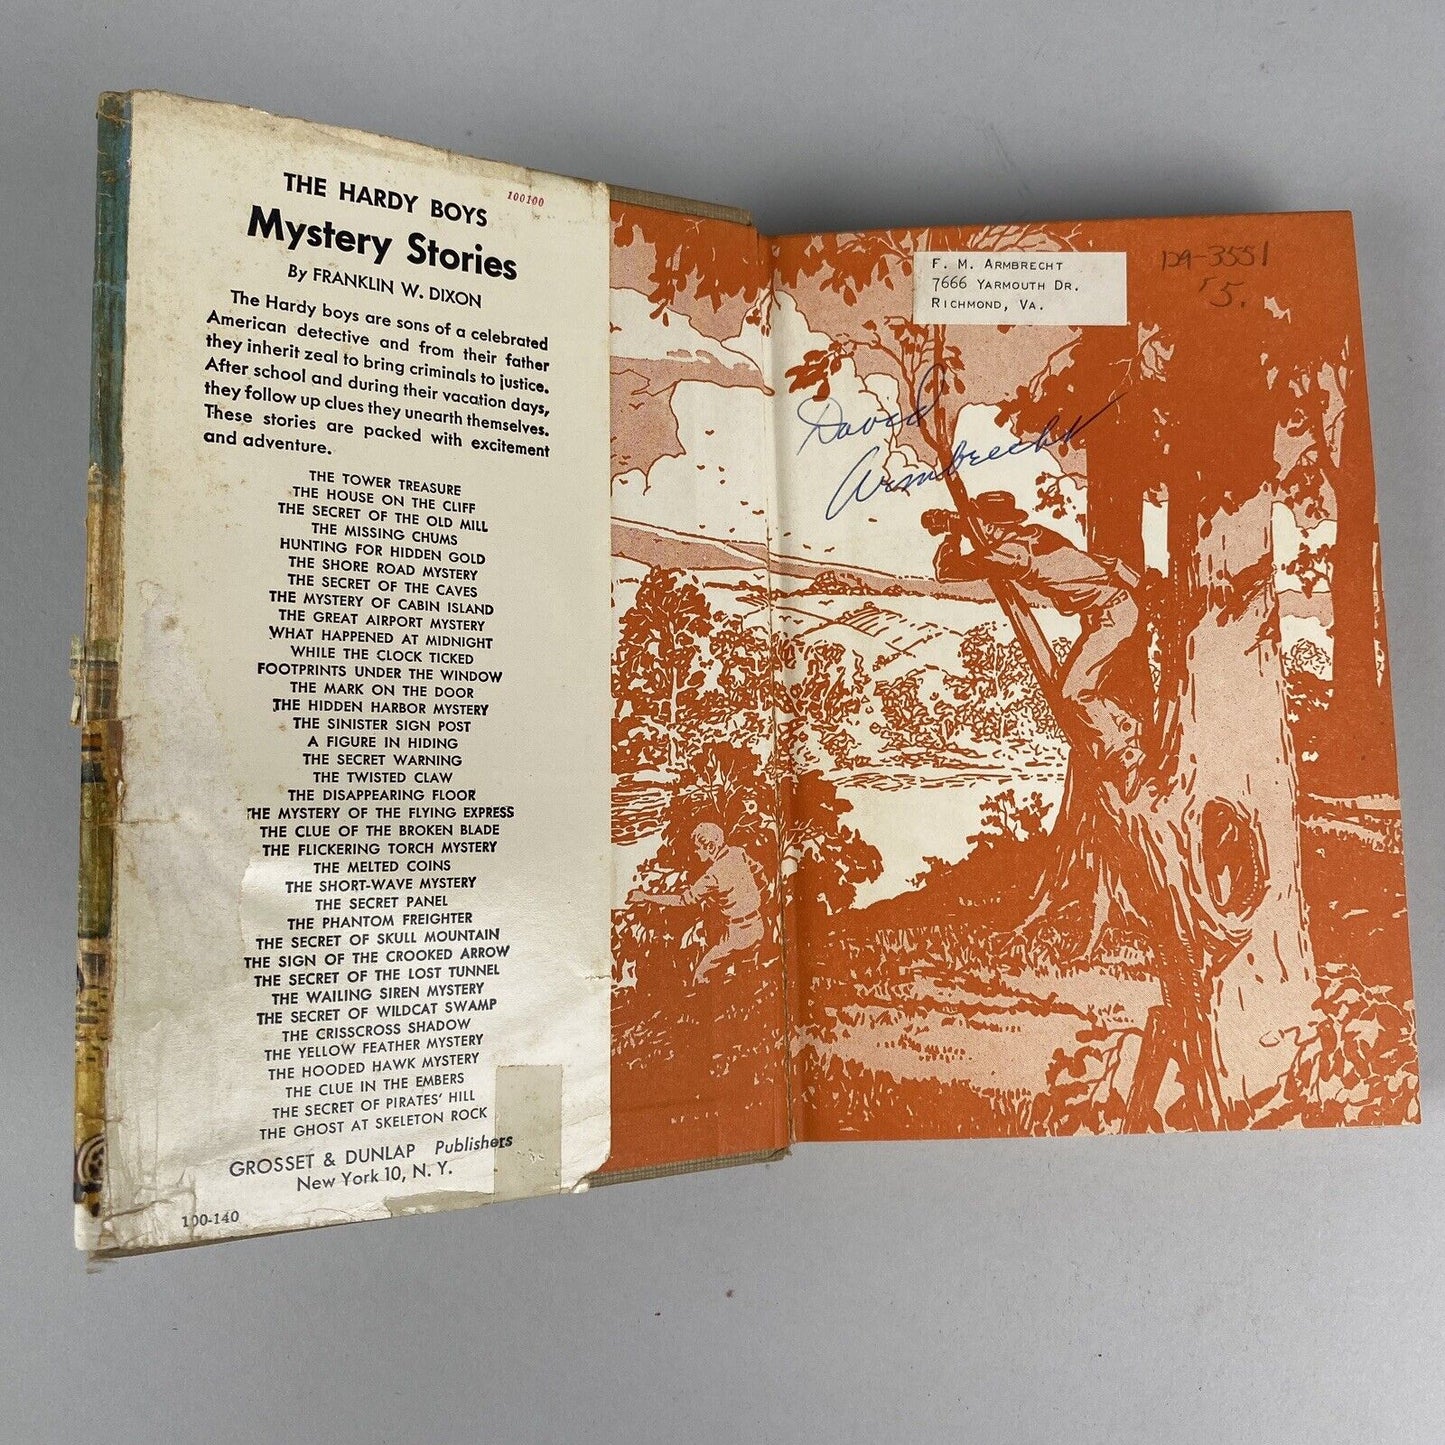 THE HARDY BOYS
100100
Mystery Stories
By FRANKLIN W. DIXON
The Hardy boys are sons of a celebrated
American detective and from their father
they inherit zeal to bring criminals to justice.
After school and during their vacation days,
they follow up clues they unearth themselves.
These stories are packed with excitement
and adventure.
THE TOWER TREASURE
THE HOUSE ON THE CLIFF
THE SECRET OF THE OLD MILL
THE MISSING CHUMS
HUNTING FOR HIDDEN GOLD
THE SHORE ROAD MYSTERY
THE SECRET OF THE CAVES
THE MYSTERY OF CABIN ISLAND
THE GREAT AIRPORT MYSTERY
WHAT HAPPENED AT MIDNIGHT
WHILE THE CLOCK TICKED
FOOTPRINTS UNDER THE WINDOW
THE MARK ON THE DOOR
THE HIDDEN HARBOR MYSTERY
THE SINISTER SIGN POST
A FIGURE IN HIDING
THE SECRET WARNING
THE TWISTED CLAW
THE DISAPPEARING FLOOR
THE MYSTERY OF THE FLYING EXPRESS
THE CLUE OF THE BROKEN BLADE
THE FLICKERING TORCH MYSTERY
THE MELTED COINS
THE SHORT-WAVE MYSTERY
THE SECRET PANEL
THE PHANTOM FREIGHTER
THE SECRET OF SKULL MOUNTAIN
THE SIGN OF THE CROOKED ARROW
THE SECRET OF THE LOST TUNNEL
THE WAILING SIREN MYSTERY
THE SECRET OF WILDCAT SWAMP
THE CRISSCROSS SHADOW
THE YELLOW FEATHER MYSTERY
THE HOODED HAWK MYSTERY
THE CLUE IN THE EMBERS
THE SECRET OF PIRATES' HILL
THE GHOST AT SKELETON ROCK
GROSSET & DUNLAP Publishers
New York 10, N. Y.
100-140
F. M. ARMBRECHT
7666 YARMOUTH DR.
RICHMOND, VA.
129-3551
5.
David
Armbrecht